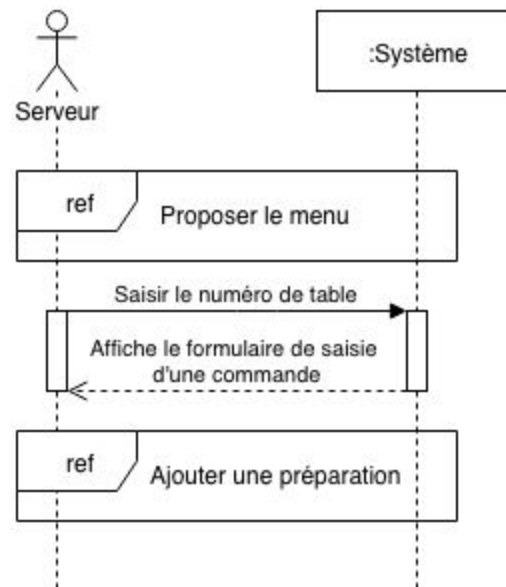 Serveur
:Système
ref
Proposer le menu
Saisir le numéro de table
Affiche le formulaire de saisie
d'une commande
ref
Ajouter une préparation